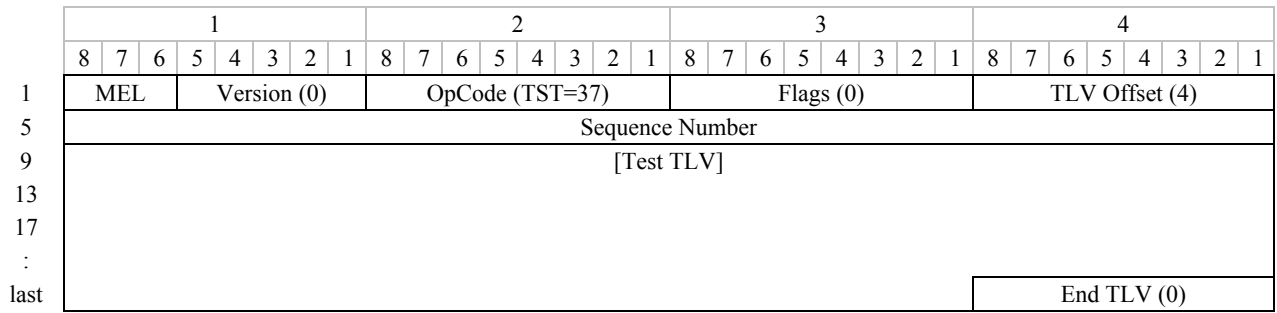 1 2 3 4
8 7 6 5 4 3 2 1 8 7 6 5 4 3 2 1 8 7 6 5 4 3 2 1 8 7 6 5 4 3 2 1
1 MEL Version (0) OpCode (TST=37) Flags (0) TLV Offset (4)
5 Sequence Number
9 [Test TLV]
13
17
:
last End TLV (0)